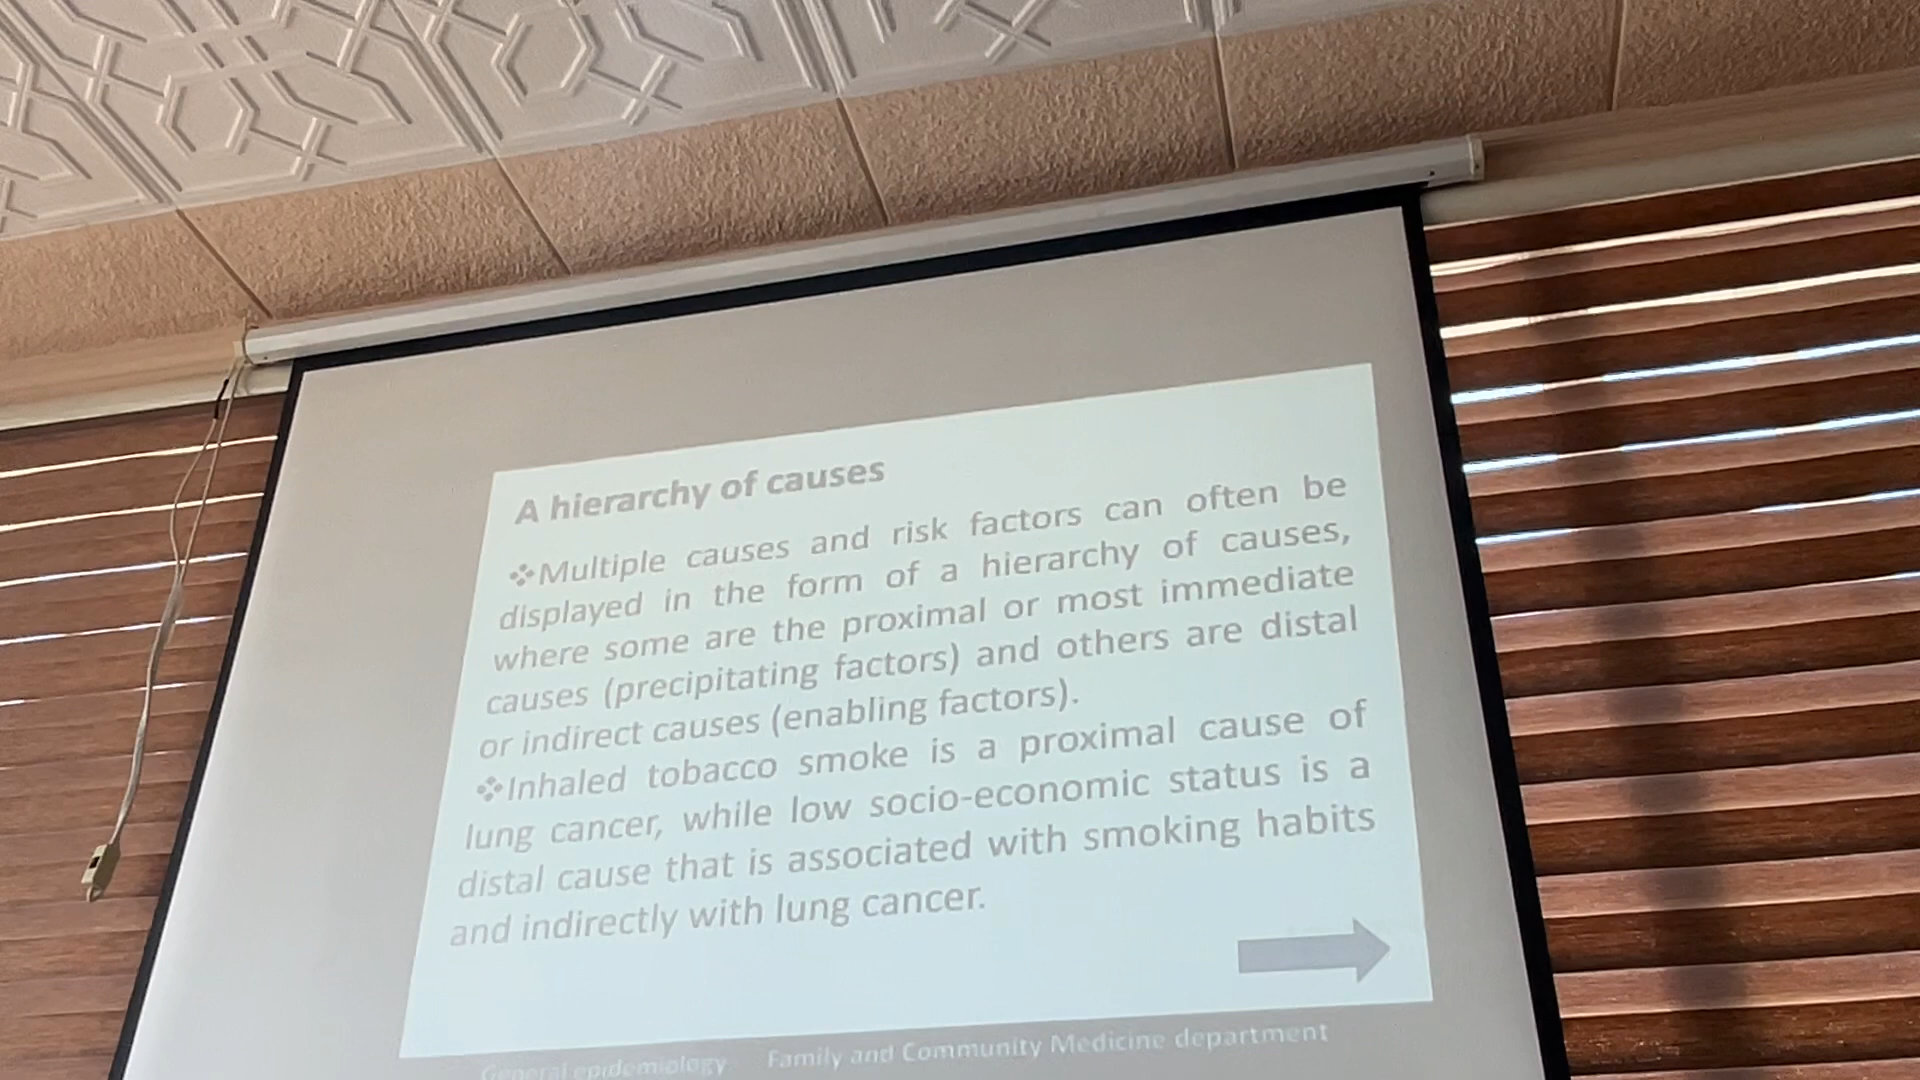 A hierarchy of causes
❖Multiple causes and risk factors can often be
displayed in the form of a hierarchy of causes,
where some are the proximal or most immediate
causes (precipitating factors) and others are distal
or indirect causes (enabling factors).
❖Inhaled tobacco smoke is a proximal cause of
lung cancer, while low socio-economic status is a
distal cause that is associated with smoking habits
and indirectly with lung cancer.
General epidemiology Family and Community Medicine department